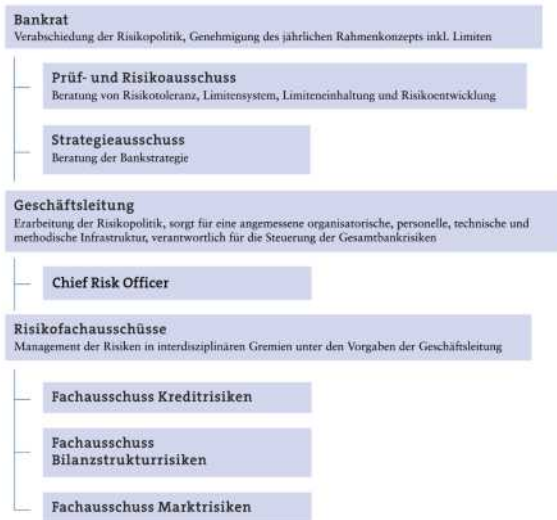 Bankrat
Verabschiedung der Risikopolitik, Genehmigung des jährlichen Rahmenkonzepts inkl. Limiten
Prüf- und Risikoausschuss
Beratung von Risikotoleranz, Limitensystem, Limiteneinhaltung und Risikoentwicklung
Strategieausschuss
Beratung der Bankstrategie
Geschäftsleitung
Erarbeitung der Risikopolitik, sorgt für eine angemessene organisatorische, personelle, technische und
methodische Infrastruktur, verantwortlich für die Steuerung der Gesamtbankrisiken
Chief Risk Officer
Risikofachausschüsse
Management der Risiken in interdisziplinären Gremien unter den Vorgaben der Geschäftsleitung
Fachausschuss Kreditrisiken
Fachausschuss
Bilanzstrukturrisiken
Fachausschuss Marktrisiken